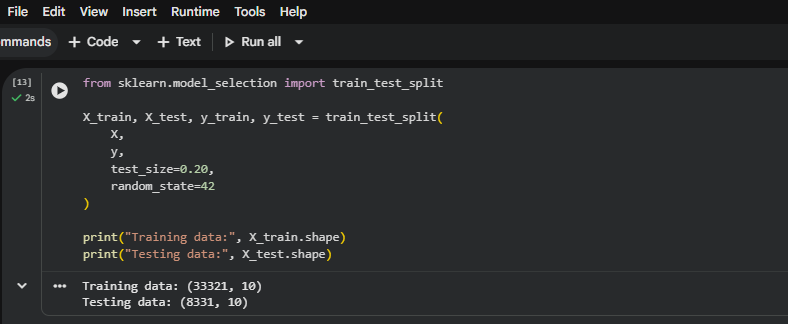 File Edit View Insert Runtime Tools Help
mmands + Code + Text Run all
[13] from sklearn.model_selection import train_test_split
2s
X_train, X_test, y_train, y_test = train_test_split(
    X,
    y,
    test_size=0.20,
    random_state=42
)
print("Training data:", X_train.shape)
print("Testing data:", X_test.shape)
Training data: (33321, 10)
Testing data: (8331, 10)